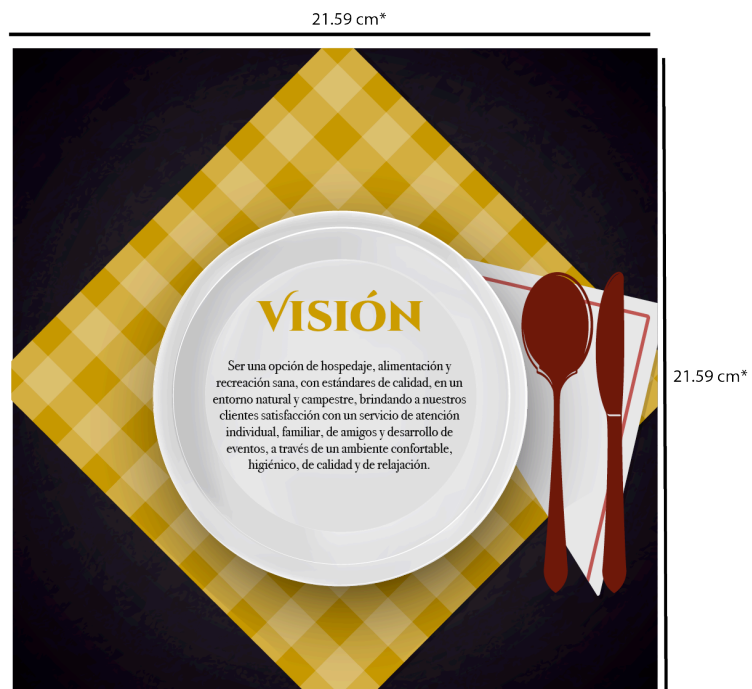 21.59 cm*
VISIÓN
Ser una opción de hospedaje, alimentación y
recreación sana, con estándares de calidad, en un
entorno natural y campestre, brindando a nuestros
clientes satisfacción con un servicio de atención
individual, familiar, de amigos y desarrollo de
eventos, a través de un ambiente confortable,
higiénico, de calidad y de relajación.
21.59 cm*